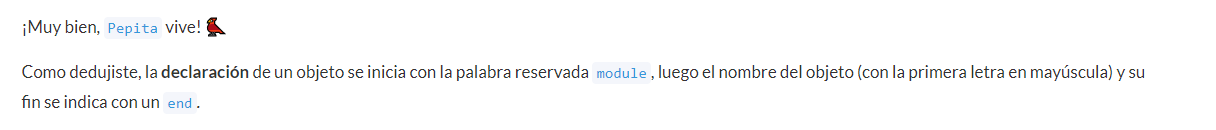 ¡Muy bien, Pepita vive!
Como dedujiste, la declaración de un objeto se inicia con la palabra reservada module, luego el nombre del objeto (con la primera letra en mayúscula) y su
fin se indica con un end.